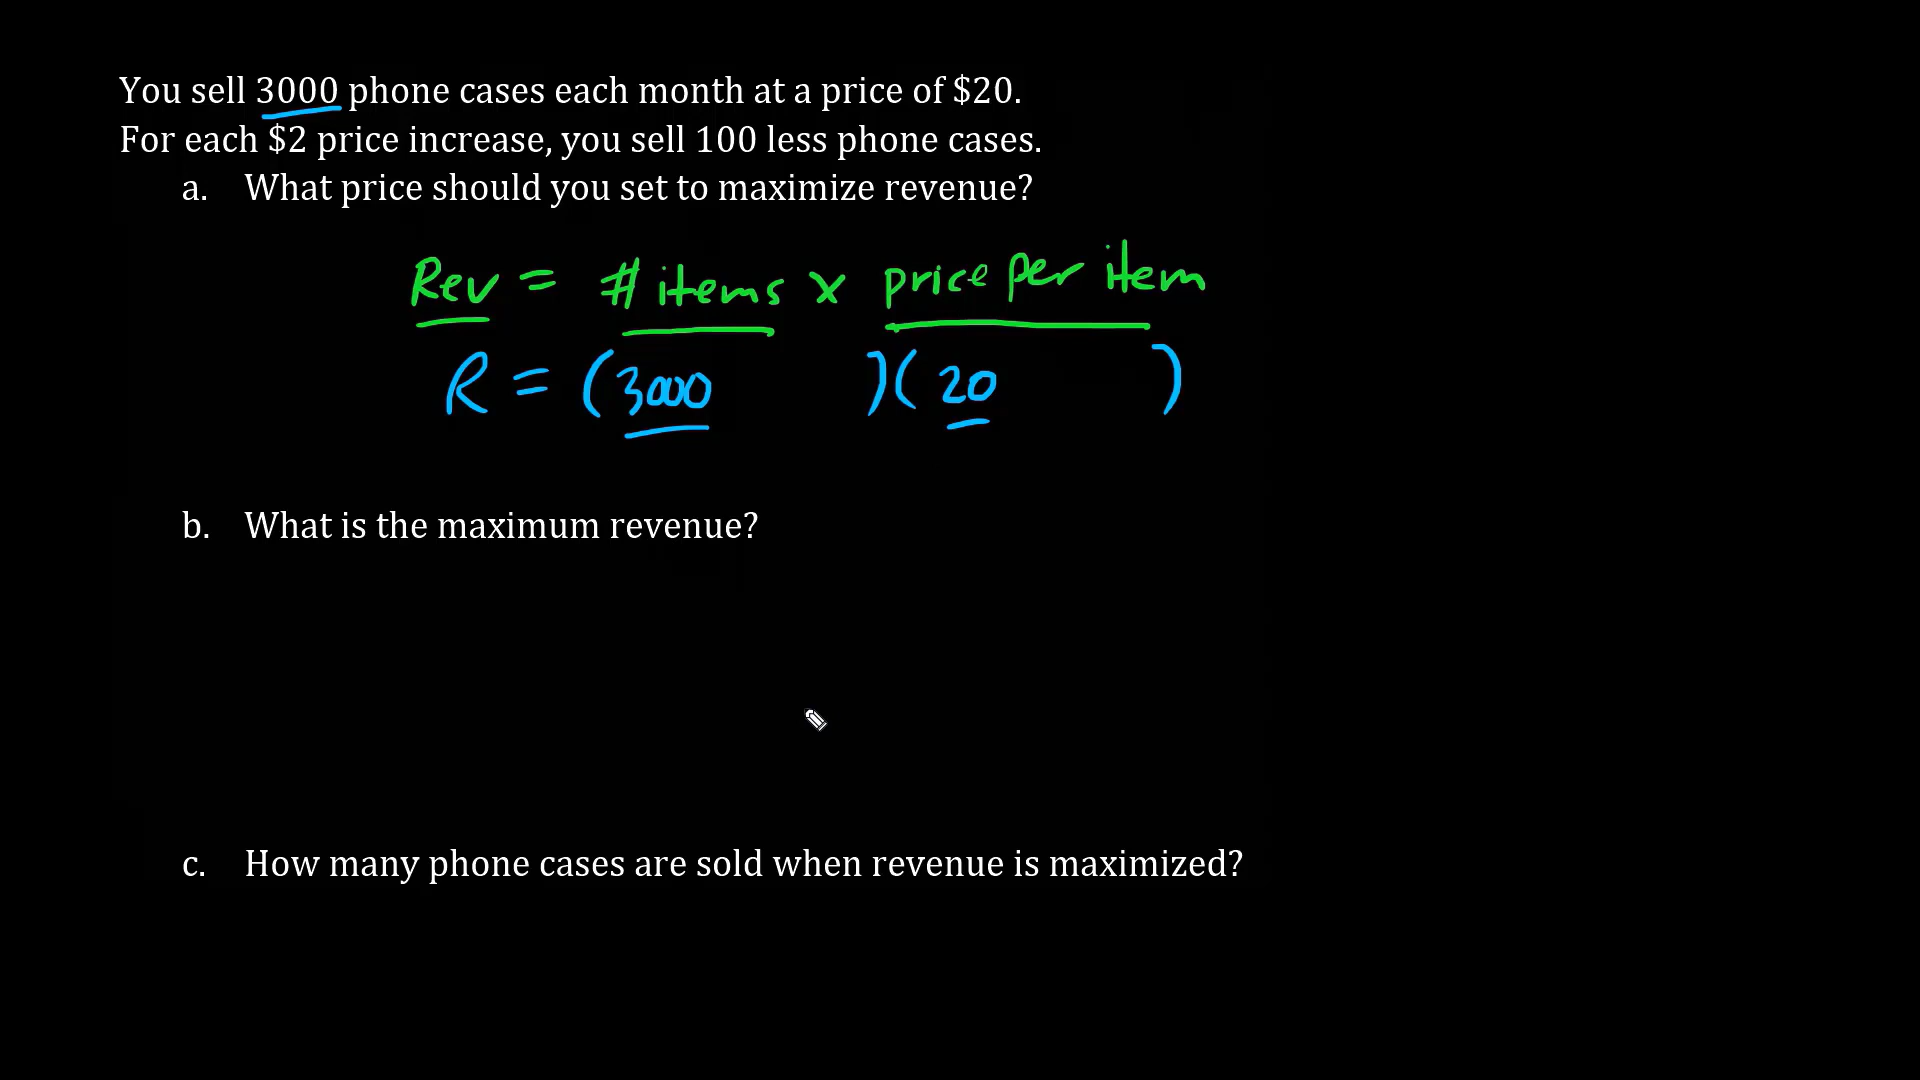 You sell 3000 phone cases each month at a price of $20.
For each $2 price increase, you sell 100 less phone cases.
a. What price should you set to maximize revenue?
Rev = # items x price per item
R = (3000 )(20 )
b. What is the maximum revenue?
c. How many phone cases are sold when revenue is maximized?